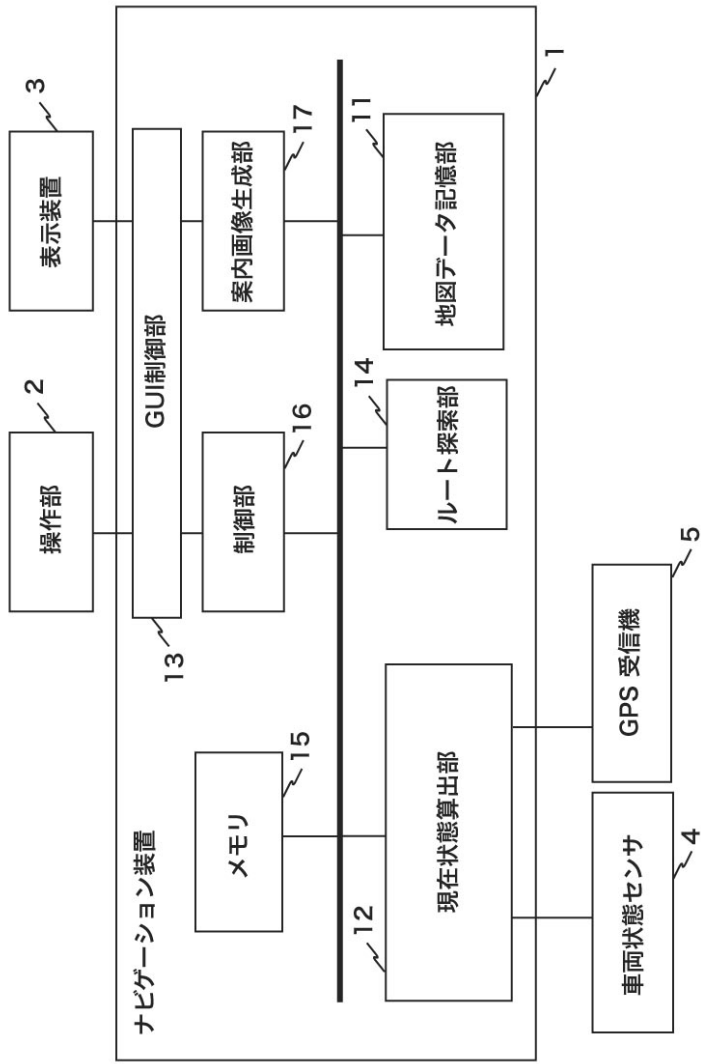 操作部
2
表示装置
3
ナビゲーション装置
GUI制御部
13
メモリ
15
制御部
16
案内画像生成部
17
現在状態算出部
12
ルート探索部
14
地図データ記憶部
11
1
車両状態センサ
4
GPS 受信機
5